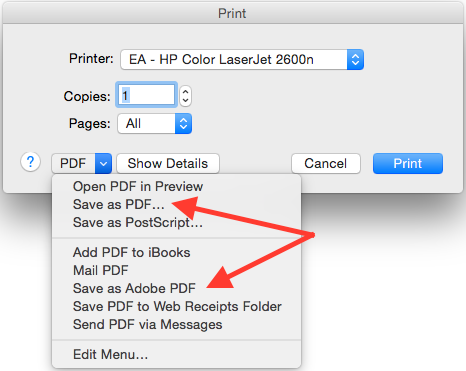 Print
Printer: EA - HP Color LaserJet 2600n
Copies: 1
Pages: All
? PDF Show Details Cancel Print
Open PDF in Preview
Save as PDF...
Save as PostScript...
Add PDF to iBooks
Mail PDF
Save as Adobe PDF
Save PDF to Web Receipts Folder
Send PDF via Messages
Edit Menu...